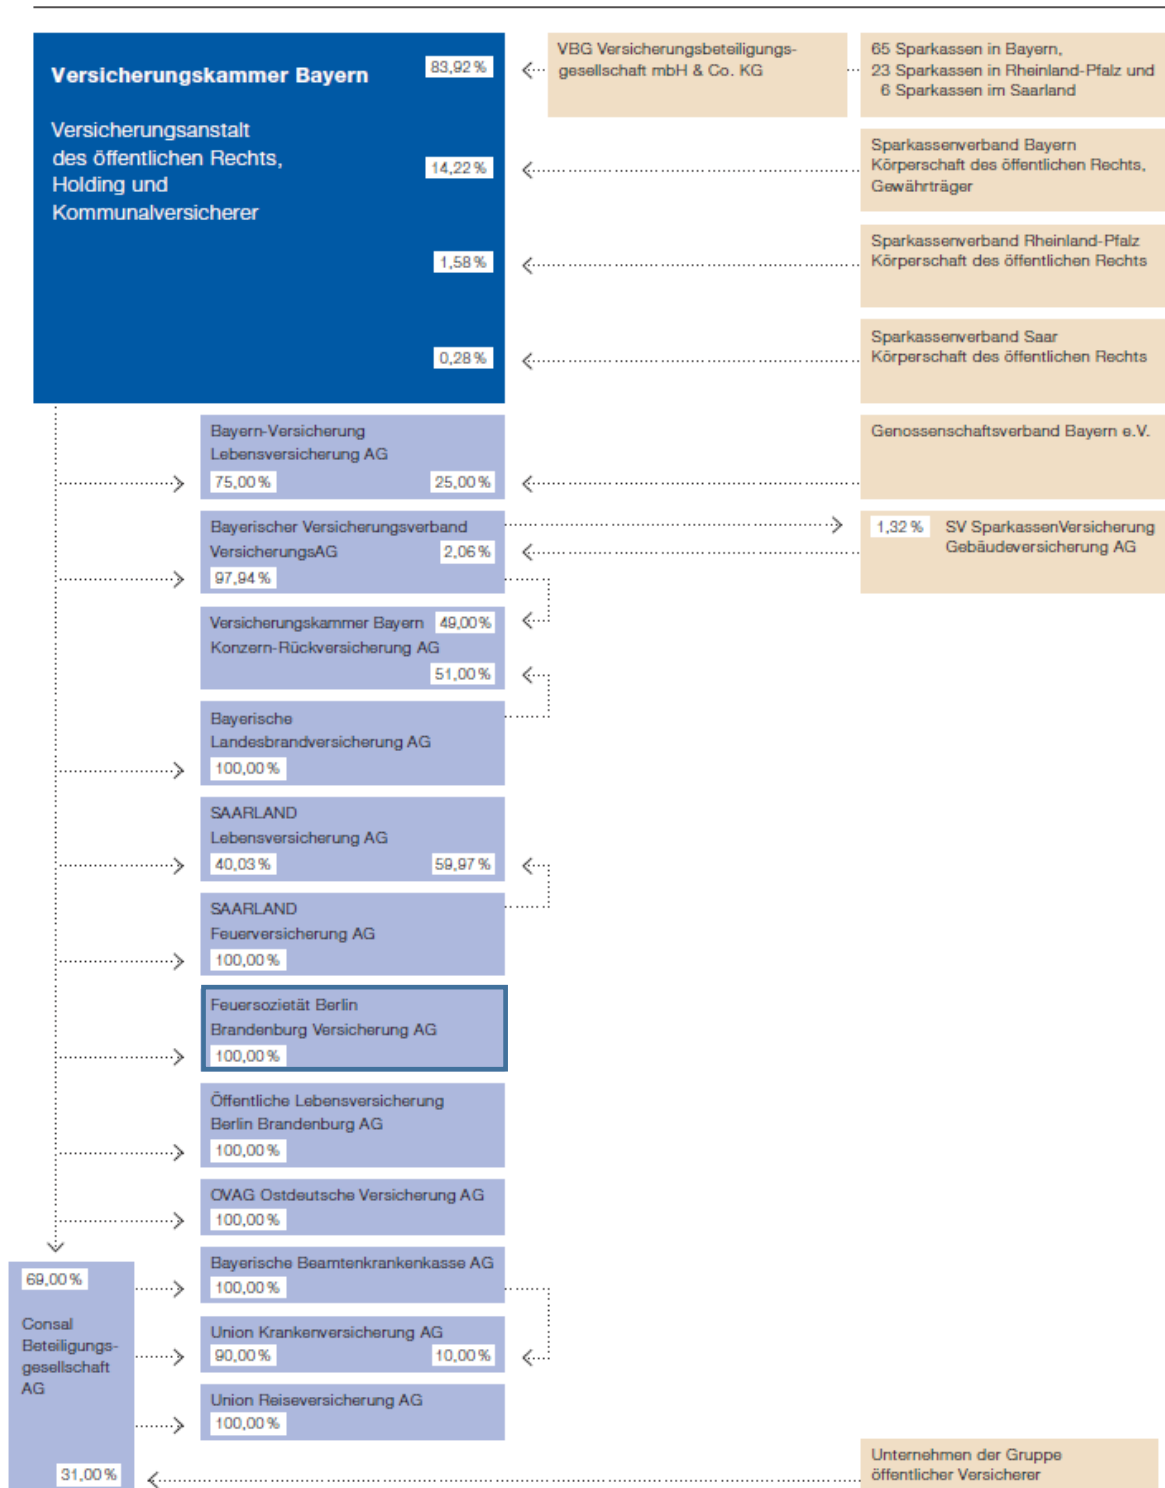 Versicherungskammer Bayern
83,92 %
Versicherungsanstalt
des öffentlichen Rechts,
Holding und
Kommunalversicherer
14,22 %
1,58 %
0,28 %
VBG Versicherungsbeteiligungs-
gesellschaft mbH & Co. KG
65 Sparkassen in Bayern,
23 Sparkassen in Rheinland-Pfalz und
6 Sparkassen im Saarland
Sparkassenverband Bayern
Körperschaft des öffentlichen Rechts,
Gewährträger
Sparkassenverband Rheinland-Pfalz
Körperschaft des öffentlichen Rechts
Sparkassenverband Saar
Körperschaft des öffentlichen Rechts
Bayern-Versicherung
Lebensversicherung AG
75,00 % 25,00 %
Genossenschaftsverband Bayern e.V.
Bayerischer Versicherungsverband
VersicherungsAG 2,06 %
97,94 %
1,32 % SV SparkassenVersicherung
Gebäudeversicherung AG
Versicherungskammer Bayern 49,00 %
Konzern-Rückversicherung AG
51,00 %
Bayerische
Landesbrandversicherung AG
100,00 %
SAARLAND
Lebensversicherung AG
40,03 % 59,97 %
SAARLAND
Feuerversicherung AG
100,00 %
Feuersozietät Berlin
Brandenburg Versicherung AG
100,00 %
Öffentliche Lebensversicherung
Berlin Brandenburg AG
100,00 %
OVAG Ostdeutsche Versicherung AG
100,00 %
69,00 %
Consal
Beteiligungs-
gesellschaft
AG
31,00 %
Bayerische Beamtenkrankenkasse AG
100,00 %
Union Krankenversicherung AG
90,00 % 10,00 %
Union Reiseversicherung AG
100,00 %
Unternehmen der Gruppe
öffentlicher Versicherer